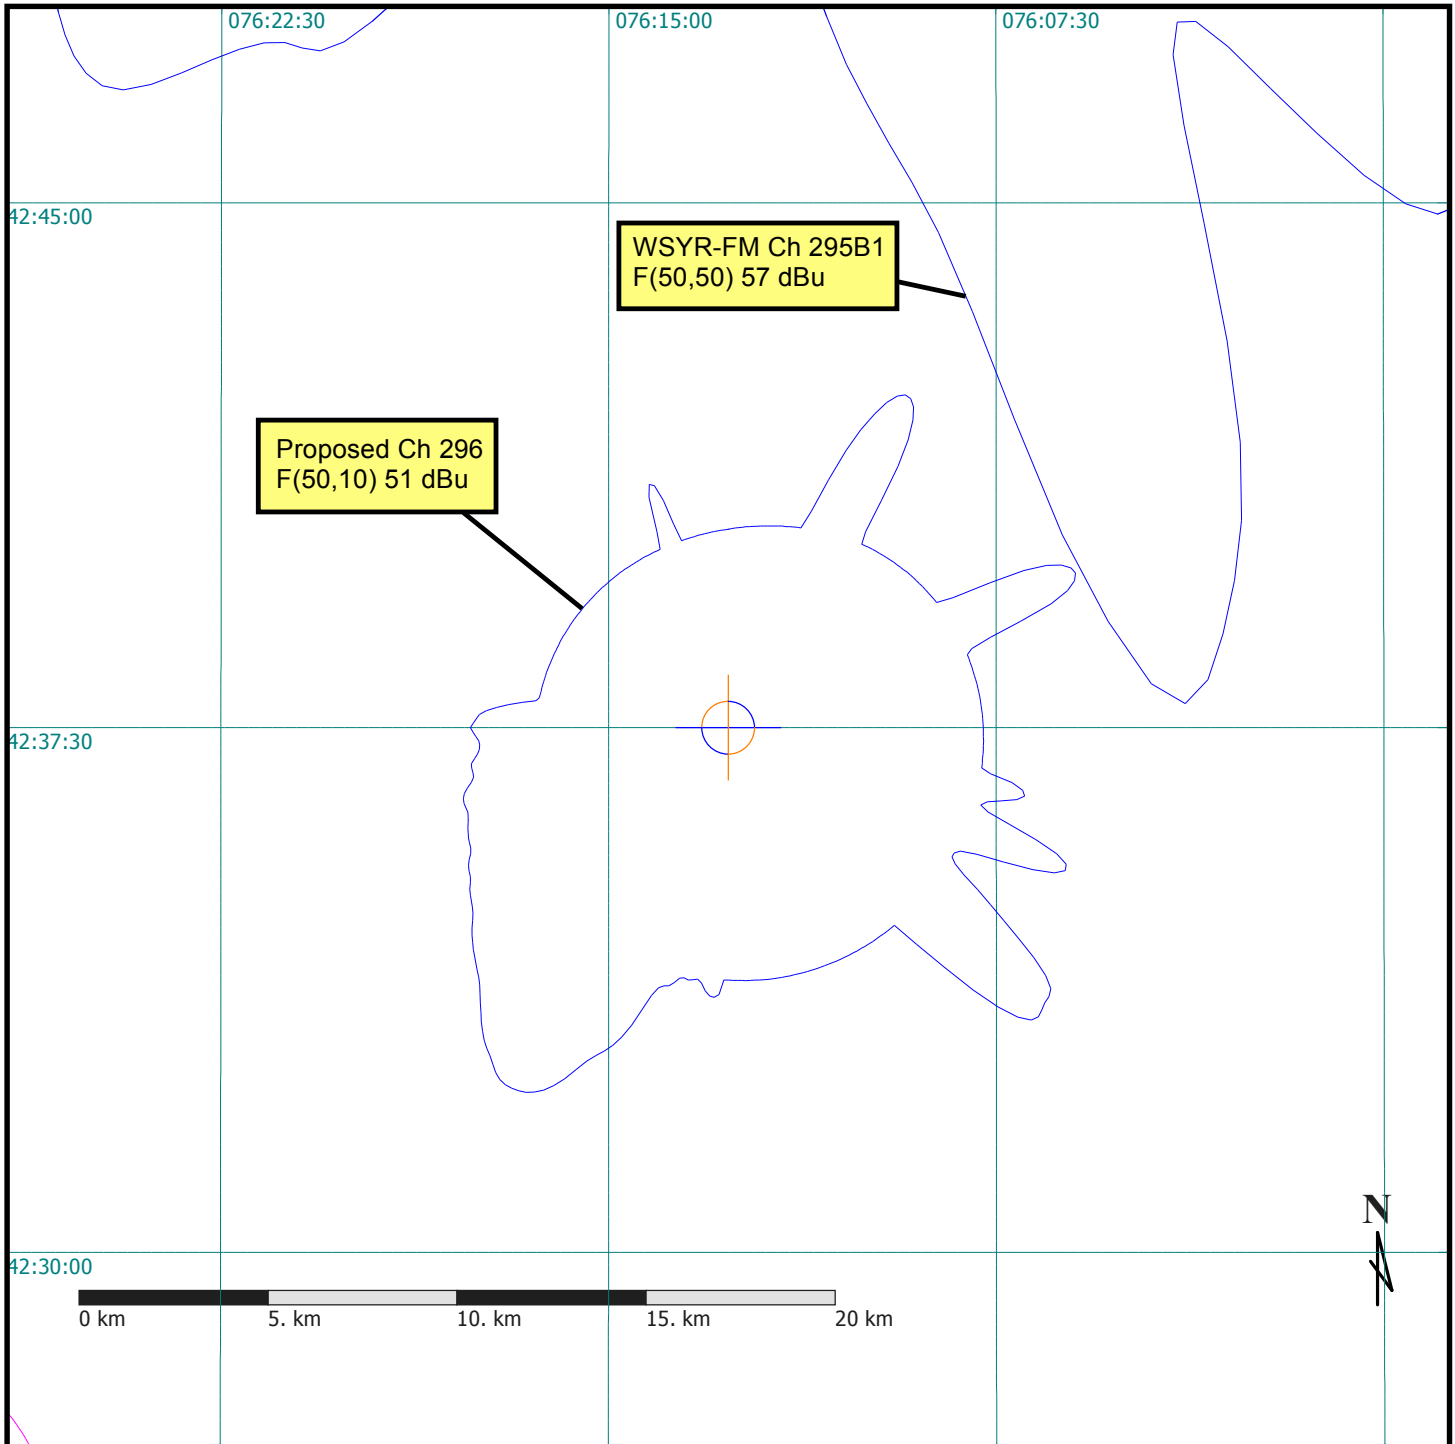 076:22:30
076:15:00
076:07:30
42:45:00
WSYR-FM Ch 295B1
F(50,50) 57 dBu
Proposed Ch 296
F(50,10) 51 dBu
42:37:30
N
42:30:00
0 km
5. km
10. km
15. km
20 km